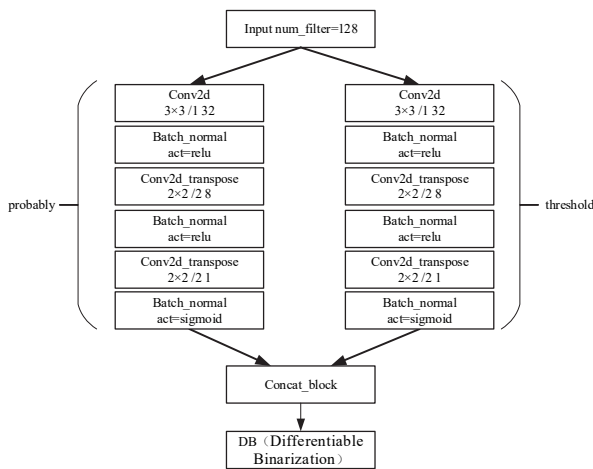 Input num_filter=128
probably
Conv2d
3×3 /1 32
Batch_normal
act=relu
Conv2d_transpose
2×2 /2 8
Batch_normal
act=relu
Conv2d_transpose
2×2 /2 1
Batch_normal
act=sigmoid
Conv2d
3×3 /1 32
Batch_normal
act=relu
Conv2d_transpose
2×2 /2 8
Batch_normal
act=relu
Conv2d_transpose
2×2 /2 1
Batch_normal
act=sigmoid
threshold
Concat_block
DB（Differentiable
Binarization）